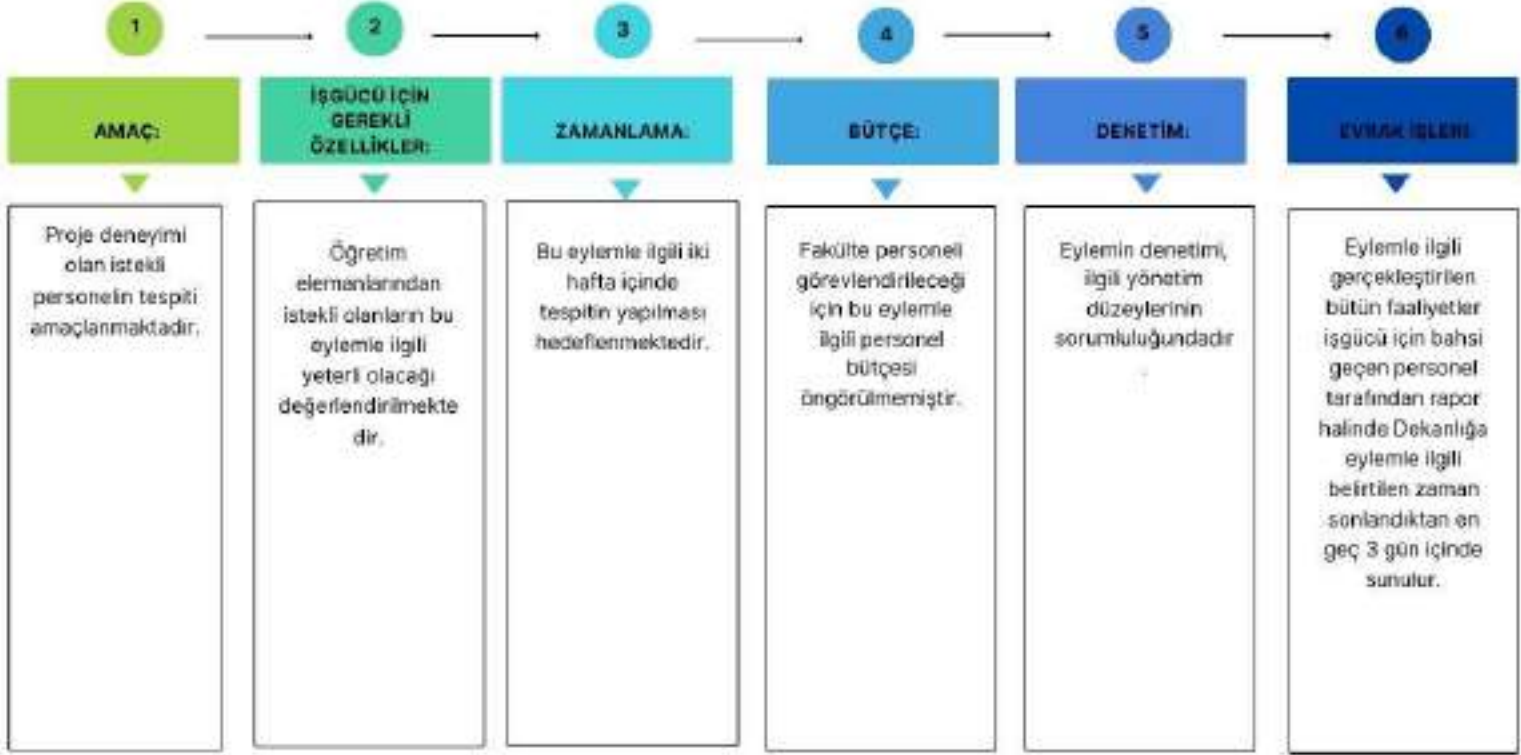 1
2
3
4
5
6
AMAÇ:
İŞGÜCÜ İÇİN
GEREKLİ
ÖZELLİKLER:
ZAMANLAMA:
BÜTÇE:
DENETİM:
EVRAK İŞLERİ:
Proje deneyimi
olan istekli
personelin tespiti
amaçlanmaktadır.
Öğretim
elemanlarından
istekli olanların bu
eylemle ilgili
yeterli olacağı
değerlendirilmekte
dir.
Bu eylemle ilgili iki
hafta içinde
tespitin yapılması
hedeflenmektedir.
Fakülte personeli
görevlendirileceği
için bu eylemle
ilgili personel
bütçesi
öngörülmemiştir.
Eylemin denetimi,
ilgili yönetim
düzeylerinin
sorumluluğundadır
.
Eylemle ilgili
gerçekleştirilen
bütün faaliyetler
işgücü için bahsi
geçen personel
tarafından rapor
halinde Dekanlığa
eylemle ilgili
belirtilen zaman
sonlandıktan en
geç 3 gün içinde
sunulur.